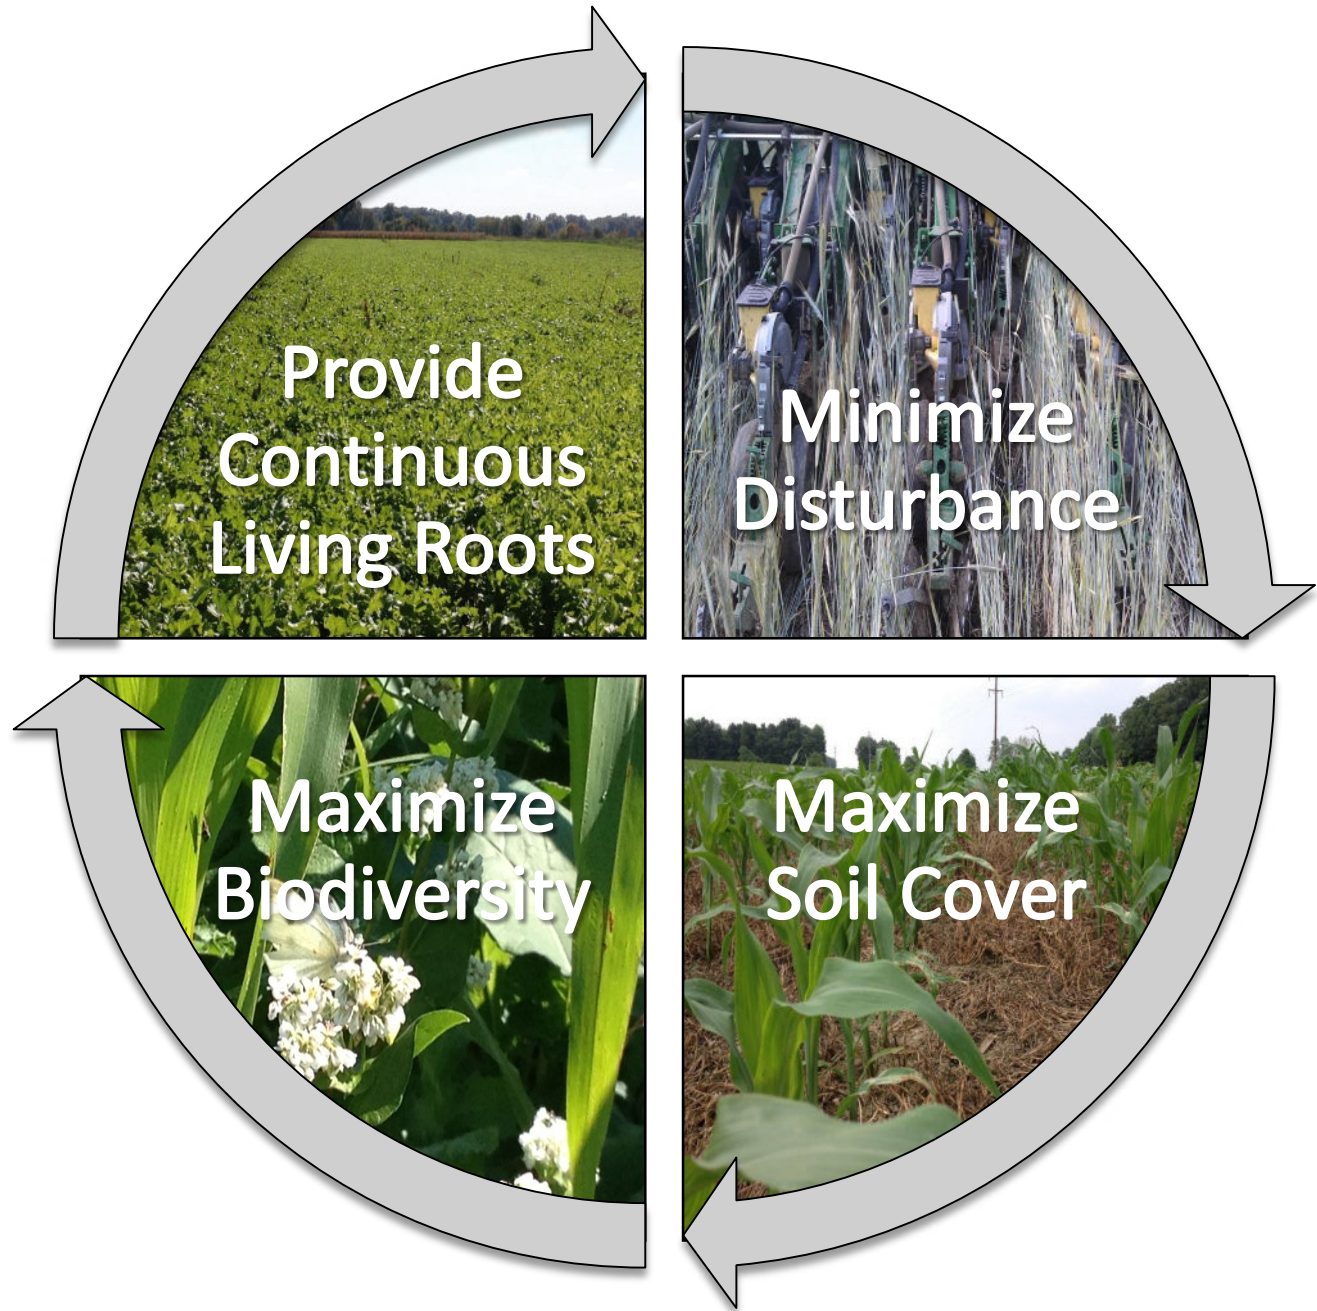 Provide
Continuous
Living Roots
Minimize
Disturbance
Maximize
Biodiversity
Maximize
Soil Cover